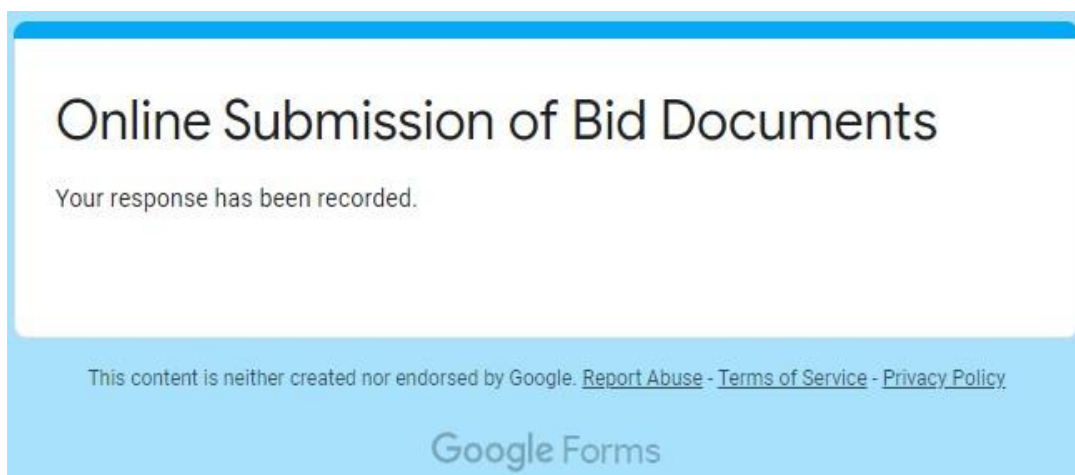 Online Submission of Bid Documents
Your response has been recorded.
This content is neither created nor endorsed by Google. Report Abuse - Terms of Service - Privacy Policy
Google Forms